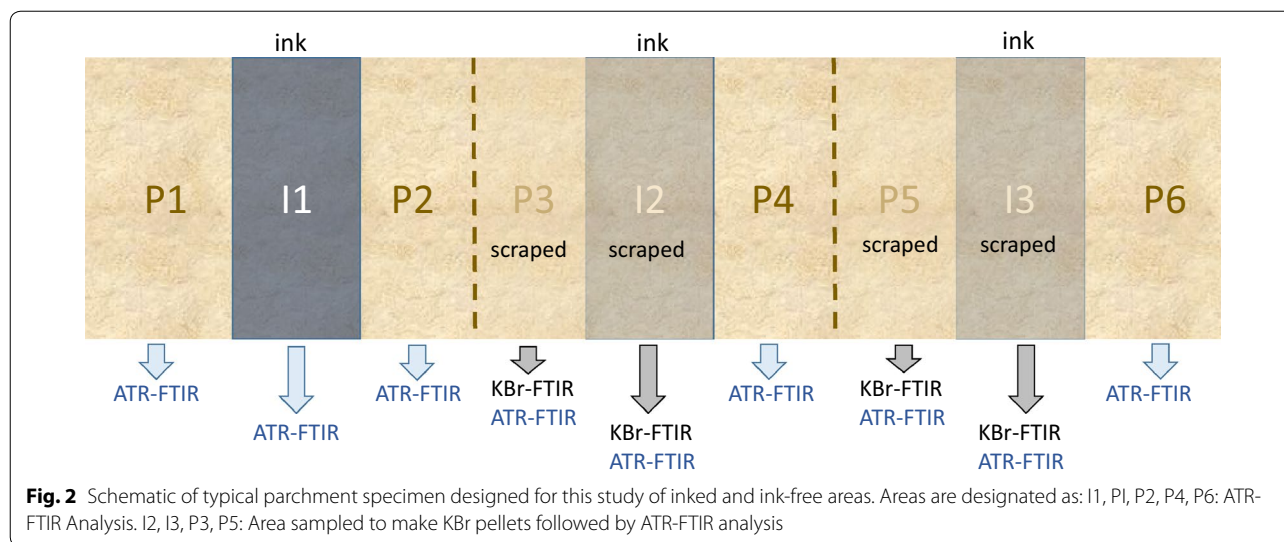 ink ink ink
P1 I1 P2 P3 I2 P4 P5 I3 P6
scraped scraped scraped scraped
ATR-FTIR ATR-FTIR KBr-FTIR ATR-FTIR KBr-FTIR ATR-FTIR
ATR-FTIR ATR-FTIR
ATR-FTIR KBr-FTIR KBr-FTIR
ATR-FTIR ATR-FTIR
Fig. 2 Schematic of typical parchment specimen designed for this study of inked and ink-free areas. Areas are designated as: I1, PI, P2, P4, P6: ATR-
FTIR Analysis. I2, I3, P3, P5: Area sampled to make KBr pellets followed by ATR-FTIR analysis